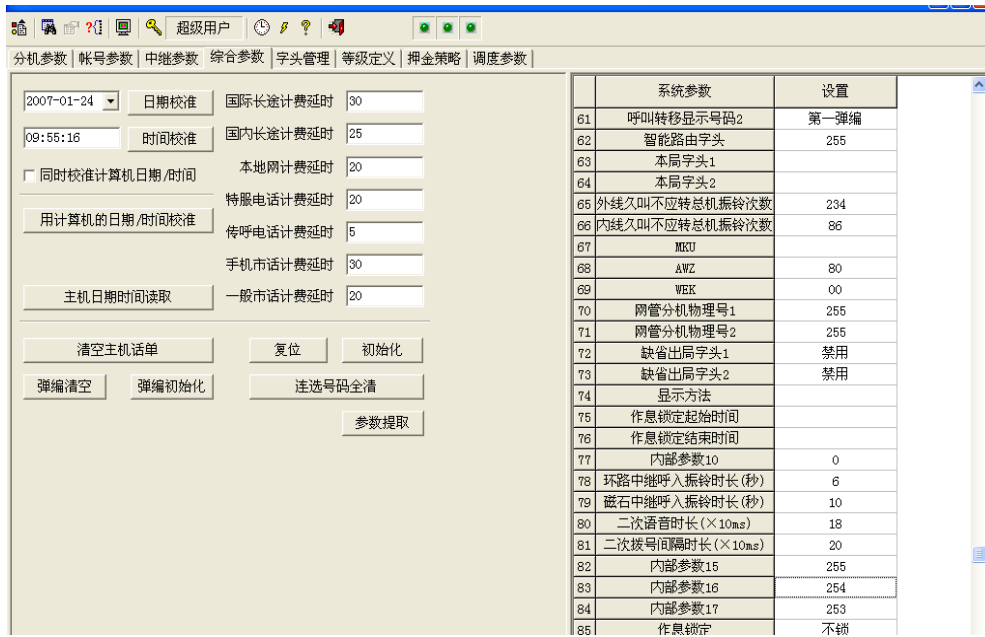 超级用户
分机参数 帐号参数 中继参数 综合参数 字头管理 等级定义 押金策略 调度参数
2007-01-24 日期校准 国际长途计费延时 30
09:55:16 时间校准 国内长途计费延时 25
本地网计费延时 20
同时校准计算机日期/时间
特服电话计费延时 20
用计算机的日期/时间校准
传呼电话计费延时 5
手机市话计费延时 30
主机日期时间读取 一般市话计费延时 20
清空主机话单 复位 初始化
弹编清空 弹编初始化 连选号码全清
参数提取
系统参数 设置
61 呼叫转移显示号码2 第一弹编
62 智能路由字头 255
63 本局字头1
64 本局字头2
65 外线久叫不应转总机振铃次数 234
66 内线久叫不应转总机振铃次数 86
67 MKU
68 AWZ 80
69 WEK 00
70 网管分机物理号1 255
71 网管分机物理号2 255
72 缺省出局字头1 禁用
73 缺省出局字头2 禁用
74 显示方法
75 作息锁定起始时间
76 作息锁定结束时间
77 内部参数10 0
78 环路中继呼入振铃时长(秒) 6
79 磁石中继呼入振铃时长(秒) 10
80 二次语音时长(×10ms) 18
81 二次拨号间隔时长(×10ms) 20
82 内部参数15 255
83 内部参数16 254
84 内部参数17 253
85 作息锁定 不锁